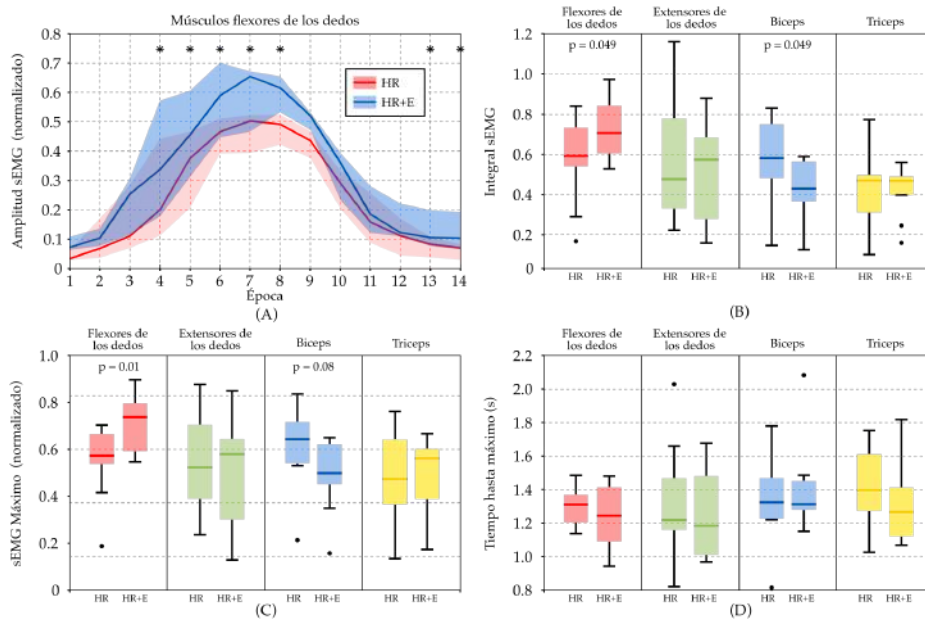 Músculos flexores de los dedos
Amplitud sEMG (normalizado)
0.8
0.7
0.6
0.5
0.4
0.3
0.2
0.1
0
* * * * * * *
HR
HR+E
1 2 3 4 5 6 7 8 9 10 11 12 13 14
Época
(A)
Flexores de los dedos
Extensores de los dedos
Biceps
Triceps
p = 0.049
p = 0.049
Integral sEMG
1.2
1.0
0.8
0.6
0.4
0.2
0
HR HR+E HR HR+E HR HR+E HR HR+E
(B)
Flexores de los dedos
Extensores de los dedos
Biceps
Triceps
p = 0.01
p = 0.08
sEMG Máximo (normalizado)
1.0
0.8
0.6
0.4
0.2
0
HR HR+E HR HR+E HR HR+E HR HR+E
(C)
Flexores de los dedos
Extensores de los dedos
Biceps
Triceps
Tiempo hasta máximo (s)
2.2
2.0
1.8
1.6
1.4
1.2
1.0
0.8
HR HR+E HR HR+E HR HR+E HR HR+E
(D)